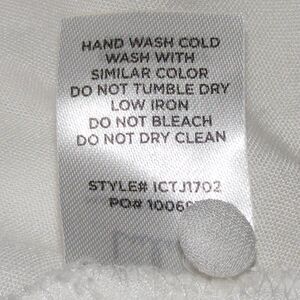 HAND WASH COLD
WASH WITH
SIMILAR COLOR
DO NOT TUMBLE DRY
LOW IRON
DO NOT BLEACH
DO NOT DRY CLEAN
STYLE# ICTJ1702
PO#